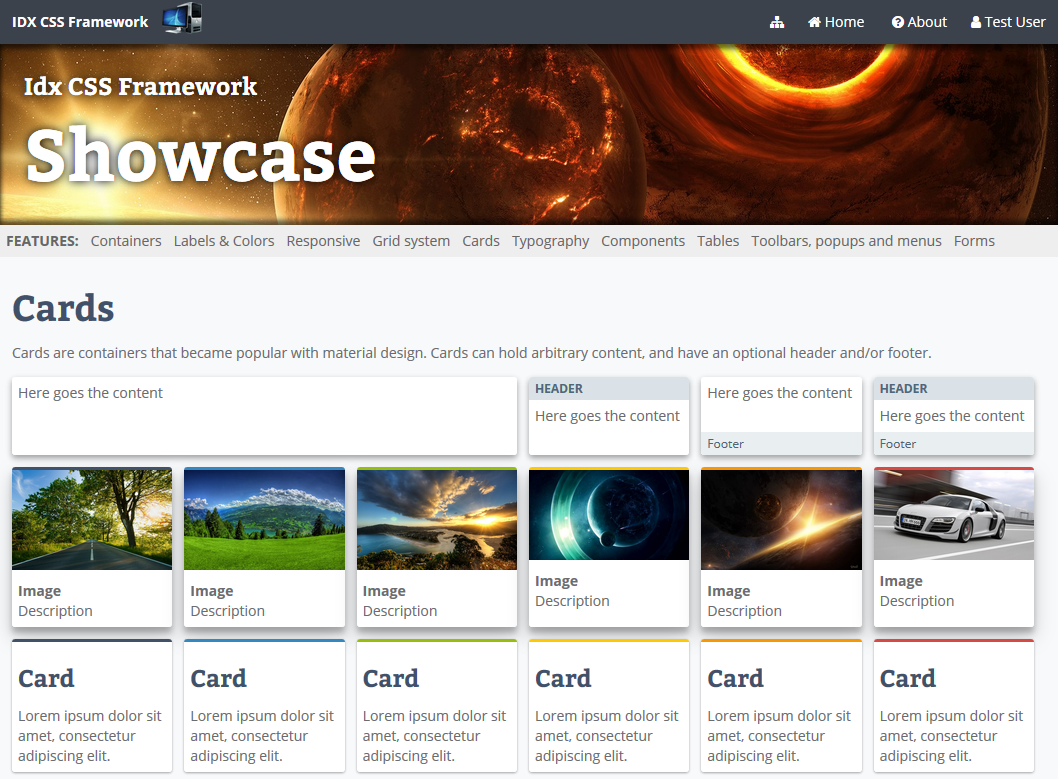 IDX CSS Framework Home About Test User
Idx CSS Framework
Showcase
FEATURES: Containers Labels & Colors Responsive Grid system Cards Typography Components Tables Toolbars, popups and menus Forms
Cards
Cards are containers that became popular with material design. Cards can hold arbitrary content, and have an optional header and/or footer.
Here goes the content
HEADER
Here goes the content
Here goes the content
Footer
HEADER
Here goes the content
Footer
Image
Description
Image
Description
Image
Description
Image
Description
Image
Description
Image
Description
Card
Lorem ipsum dolor sit
amet, consectetur
adipiscing elit.
Card
Lorem ipsum dolor sit
amet, consectetur
adipiscing elit.
Card
Lorem ipsum dolor sit
amet, consectetur
adipiscing elit.
Card
Lorem ipsum dolor sit
amet, consectetur
adipiscing elit.
Card
Lorem ipsum dolor sit
amet, consectetur
adipiscing elit.
Card
Lorem ipsum dolor sit
amet, consectetur
adipiscing elit.